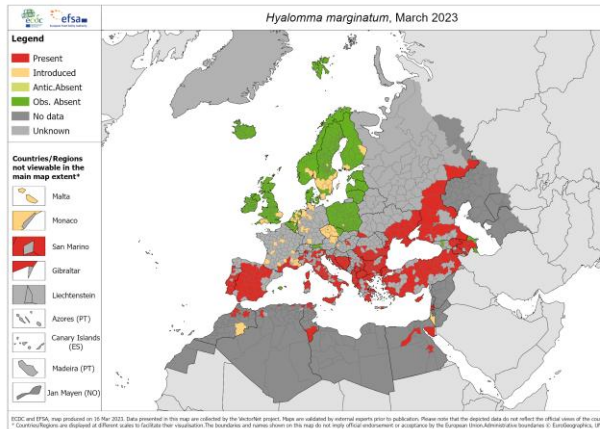 ecdc
efsa
Hyalomma marginatum, March 2023
Legend
Present
Introduced
Antic.Absent
Obs. Absent
No data
Unknown
Countries/Regions
not viewable in the
main map extent*
Malta
Monaco
San Marino
Gibraltar
Liechtenstein
Azores (PT)
Canary Islands
(ES)
Madeira (PT)
Jan Mayen (NO)
ECDC and EFSA, map produced on 16 Mar 2023. Data presented in this map are collected by the VectorNet project. Maps are validated by external experts prior to publication. Please note that the depicted data do not reflect the official views of the cou
* Countries/Regions are displayed at different scales to facilitate their visualisation.The boundaries and names shown on this map do not imply official endorsement or acceptance by the European Union.Administrative boundaries © EuroGeographics, UN